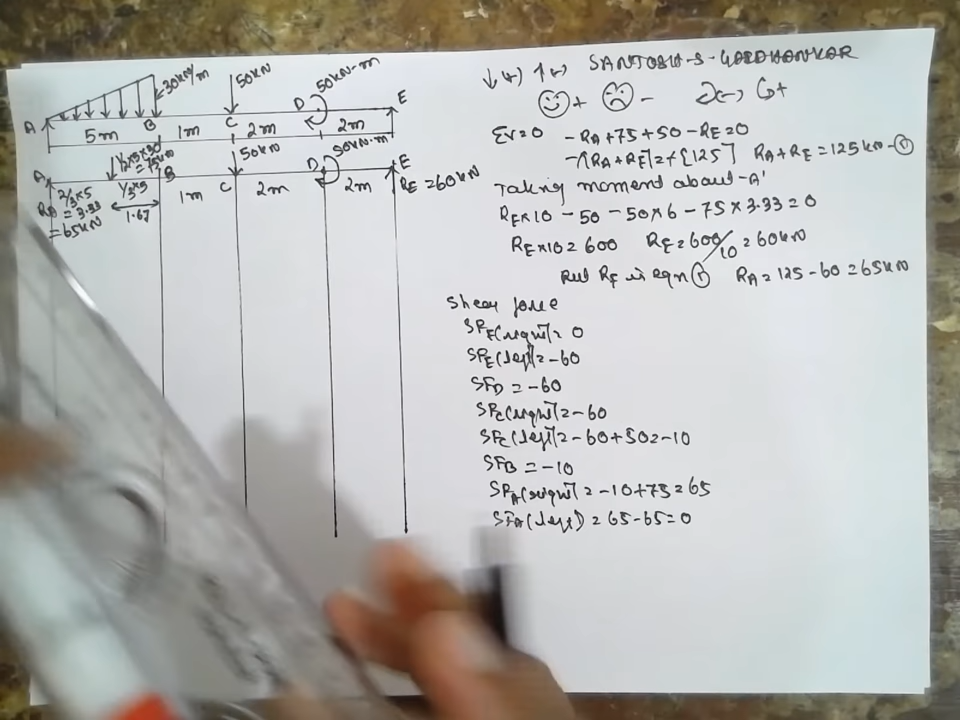 ↓(+) ↑(-) SANTOSH-S-GORDHONKAR
+ -
30kN/m
50kN
50kN-m
A B C D E
5m 1m 2m 2m
ΣV=0 -RA+75+50-RE=0
-[RA+RE]=-[125] RA+RE=125kN-①
1/2×5×30 =75kN
50kN
50kN-m
A B C D E
2/3×5 =3.33
1/3×5
1.67
1m 2m 2m
RE=60kN
RA =65kN
Taking moment about-A'
RE×10-50-50×6-75×3.33=0
RE×10=600 RE=600/10=60kN
Put RE in eqn ① RA=125-60=65kN
Shear force
SFE(right)=0
SFE(left)=-60
SFD=-60
SFC(right)=-60
SFC(left)=-60+50=-10
SFB=-10
SFA(right)=-10+75=65
SFA(left)=65-65=0